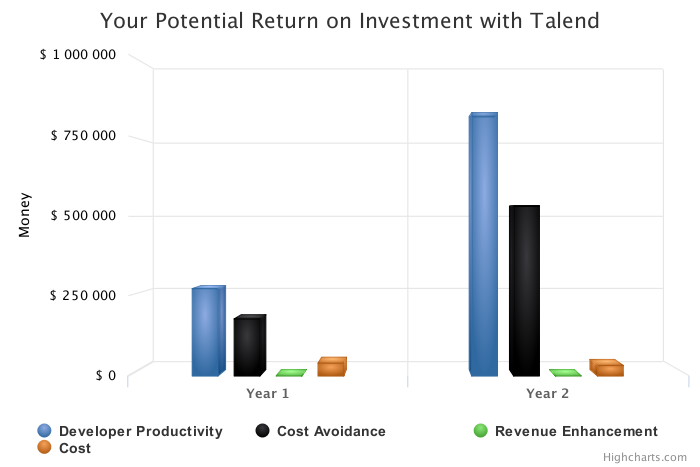 Your Potential Return on Investment with Talend
$ 1 000 000
$ 750 000
$ 500 000
$ 250 000
$ 0
Money
Year 1
Year 2
Developer Productivity
Cost Avoidance
Revenue Enhancement
Cost
Highcharts.com